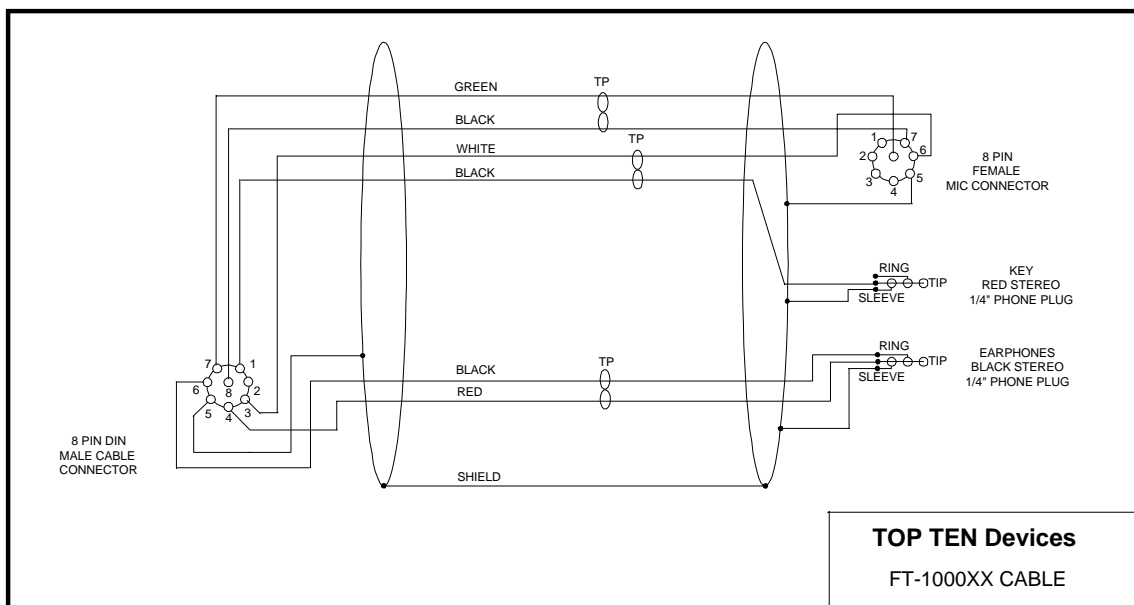 GREEN
TP
BLACK
TP
WHITE
BLACK
1 7
2 6
3 5
4
8 PIN
FEMALE
MIC CONNECTOR
RING
TIP
SLEEVE
KEY
RED STEREO
1/4" PHONE PLUG
RING
TIP
SLEEVE
EARPHONES
BLACK STEREO
1/4" PHONE PLUG
BLACK
TP
RED
7 1
6 8 2
5 4 3
8 PIN DIN
MALE CABLE
CONNECTOR
SHIELD
TOP TEN Devices
FT-1000XX CABLE